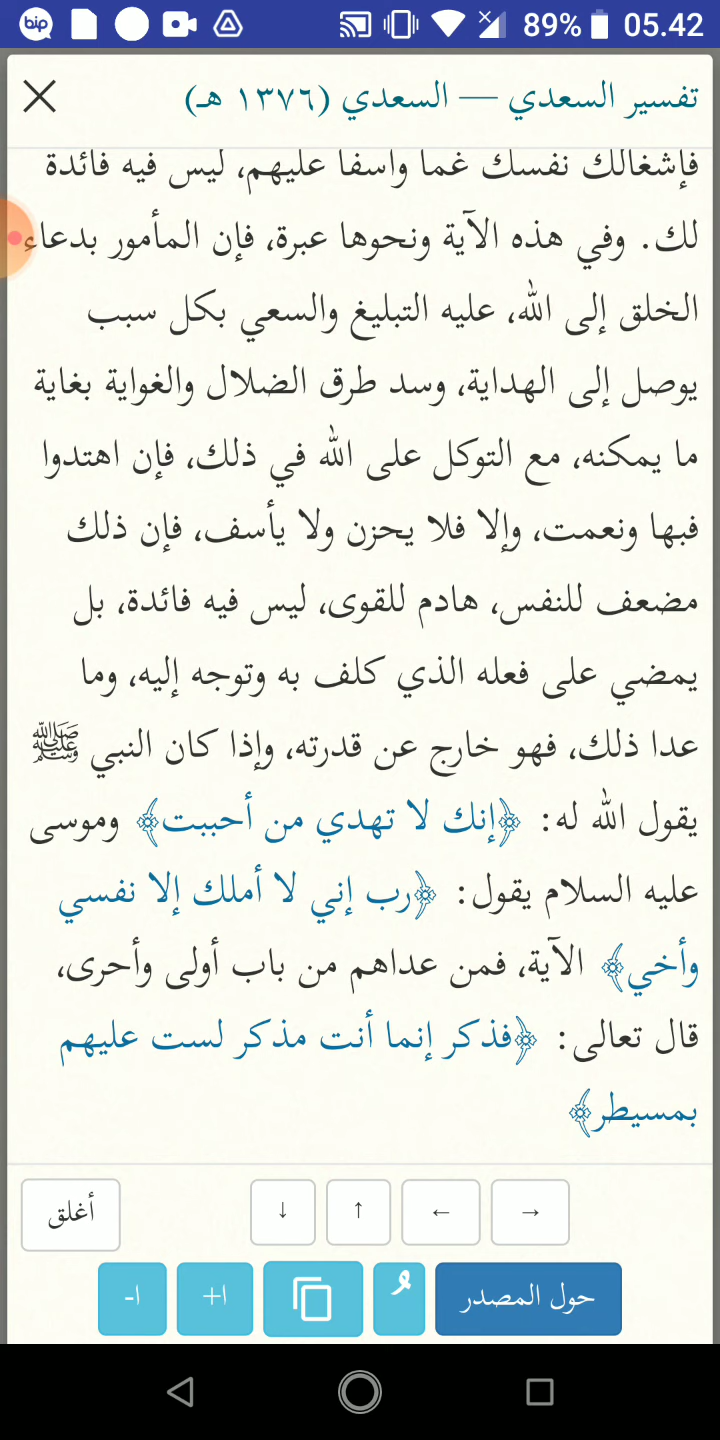 bip 89% 05.42
تفسير السعدي — السعدي (١٣٧٦ هـ)
فإشغالك نفسك غما وأسفا عليهم، ليس فيه فائدة
لك. وفي هذه الآية ونحوها عبرة، فإن المأمور بدعاء
الخلق إلى الله، عليه التبليغ والسعي بكل سبب
يوصل إلى الهداية، وسد طرق الضلال والغواية بغاية
ما يمكنه، مع التوكل على الله في ذلك، فإن اهتدوا
فبها ونعمت، وإلا فلا يحزن ولا يأسف، فإن ذلك
مضعف للنفس، هادم للقوى، ليس فيه فائدة، بل
يمضي على فعله الذي كلف به وتوجه إليه، وما
عدا ذلك، فهو خارج عن قدرته، وإذا كان النبي ﷺ
يقول الله له: ﴿إنك لا تهدي من أحببت﴾ وموسى
عليه السلام يقول: ﴿رب إني لا أملك إلا نفسي
وأخي﴾ الآية، فمن عداهم من باب أولى وأحرى،
قال تعالى: ﴿فذكر إنما أنت مذكر لست عليهم
بمسيطر﴾
→ ← ↑ ↓ أغلق
حول المصدر ا+ ا-